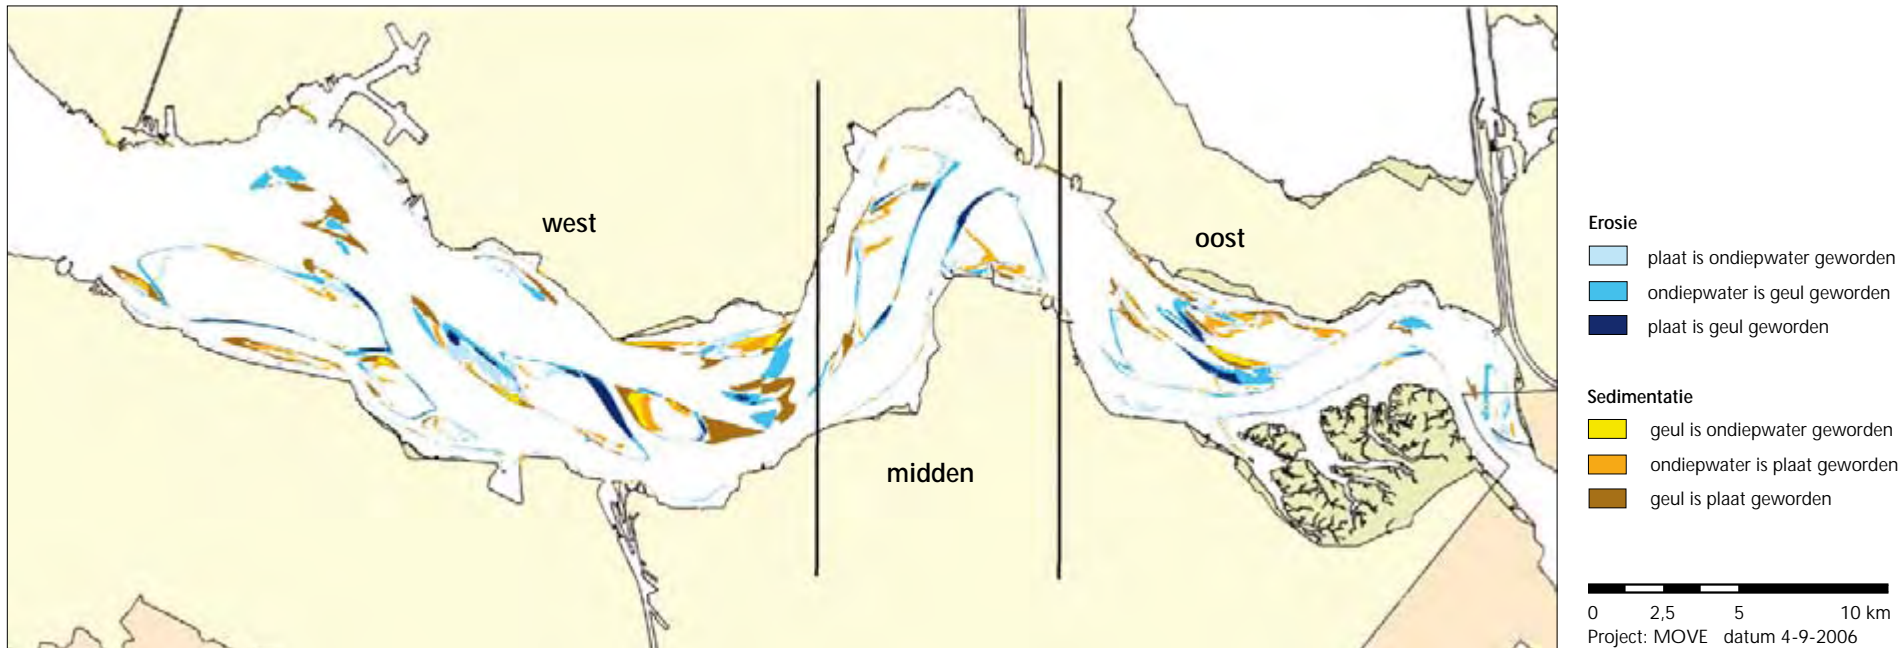 west
midden
oost
Erosie
plaat is ondiepwater geworden
ondiepwater is geul geworden
plaat is geul geworden
Sedimentatie
geul is ondiepwater geworden
ondiepwater is plaat geworden
geul is plaat geworden
0 2,5 5 10 km
Project: MOVE datum 4-9-2006